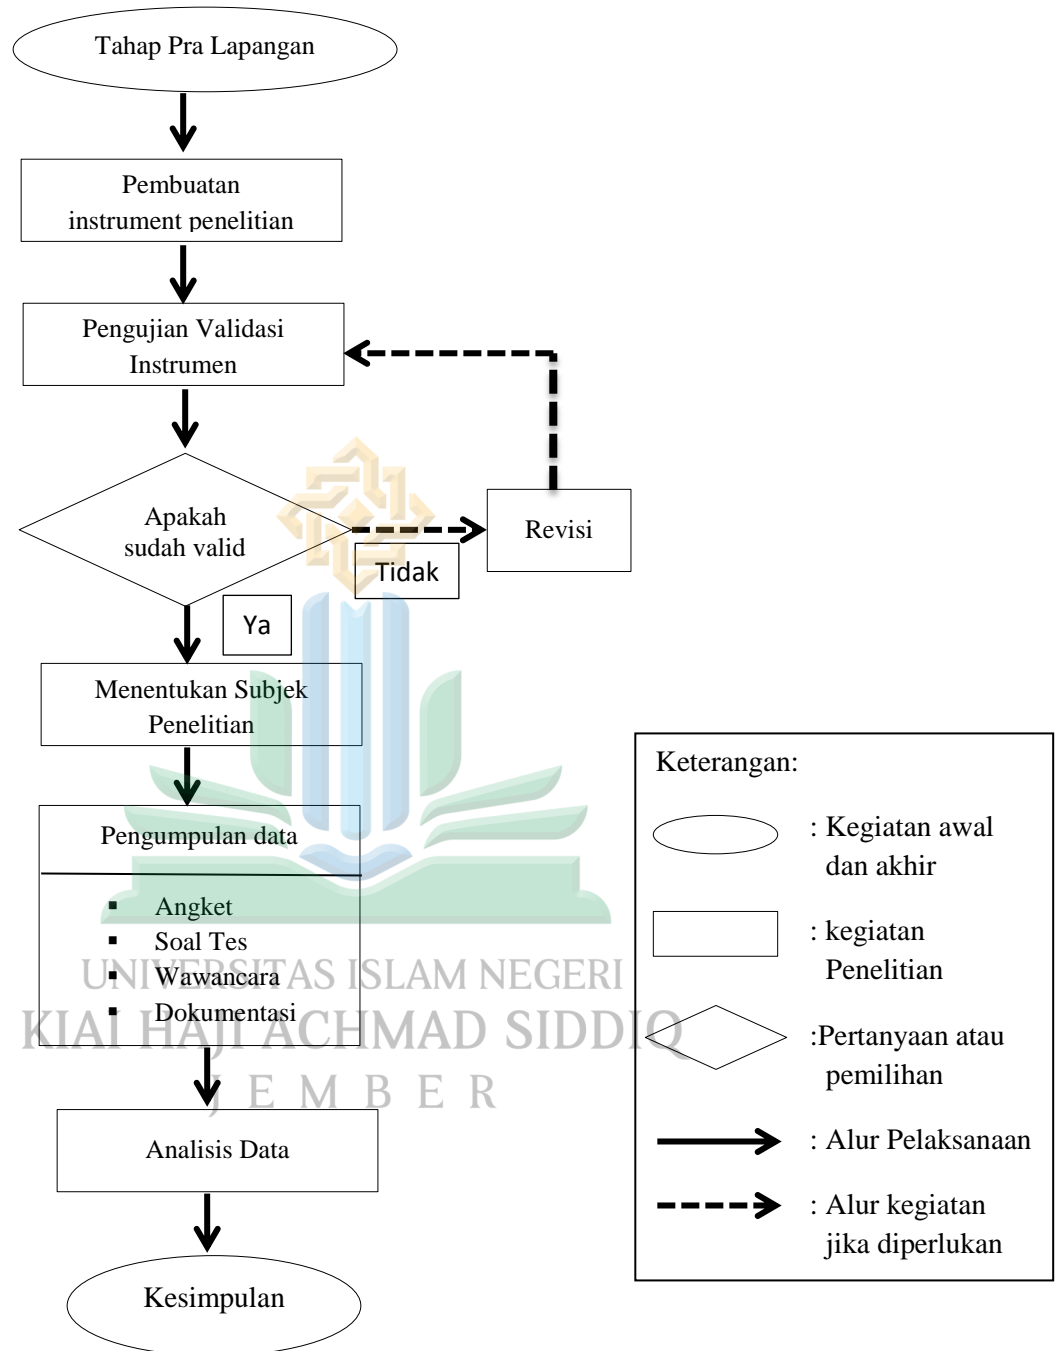 Tahap Pra Lapangan
Pembuatan
instrument penelitian
Pengujian Validasi
Instrumen
Apakah
sudah valid
Revisi
Tidak
Ya
Menentukan Subjek
Penelitian
Pengumpulan data
▪ Angket
▪ Soal Tes
▪ Wawancara
▪ Dokumentasi
UNIVERSITAS ISLAM NEGERI
KIAI HAJI ACHMAD SIDDIQ
JEMBER
Analisis Data
Kesimpulan
Keterangan:
: Kegiatan awal
dan akhir
: kegiatan
Penelitian
:Pertanyaan atau
pemilihan
: Alur Pelaksanaan
: Alur kegiatan
jika diperlukan